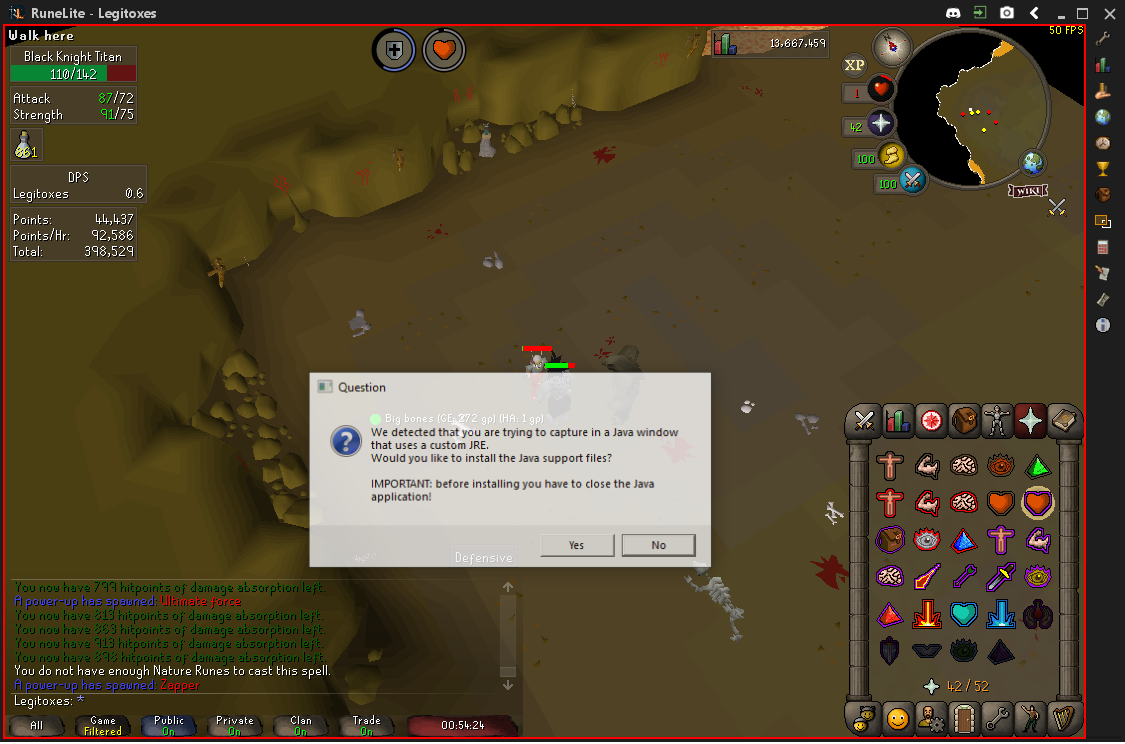 RuneLite - Legitoxes
Walk here
50 FPS
Black Knight Titan
110/142
13,667,459
XP
Attack 87/72
Strength 91/75
1
42
100
100
WIKI
DPS
Legitoxes 0.6
Points: 44,437
Points/Hr: 92,586
Total: 398,529
Question
Big bones (GE: 272 gp) (HA: 1 gp)
We detected that you are trying to capture in a Java window
that uses a custom JRE.
Would you like to install the Java support files?
IMPORTANT: before installing you have to close the Java
application!
Yes No
Defensive
You now have 799 hitpoints of damage absorption left.
A power-up has spawned: Ultimate force
You now have 813 hitpoints of damage absorption left.
You now have 863 hitpoints of damage absorption left.
You now have 913 hitpoints of damage absorption left.
You now have 898 hitpoints of damage absorption left.
You do not have enough Nature Runes to cast this spell.
A power-up has spawned: Zapper
Legitoxes: *
42 / 52
All
Game
Filtered
Public
On
Private
On
Clan
On
Trade
On
00:54:24